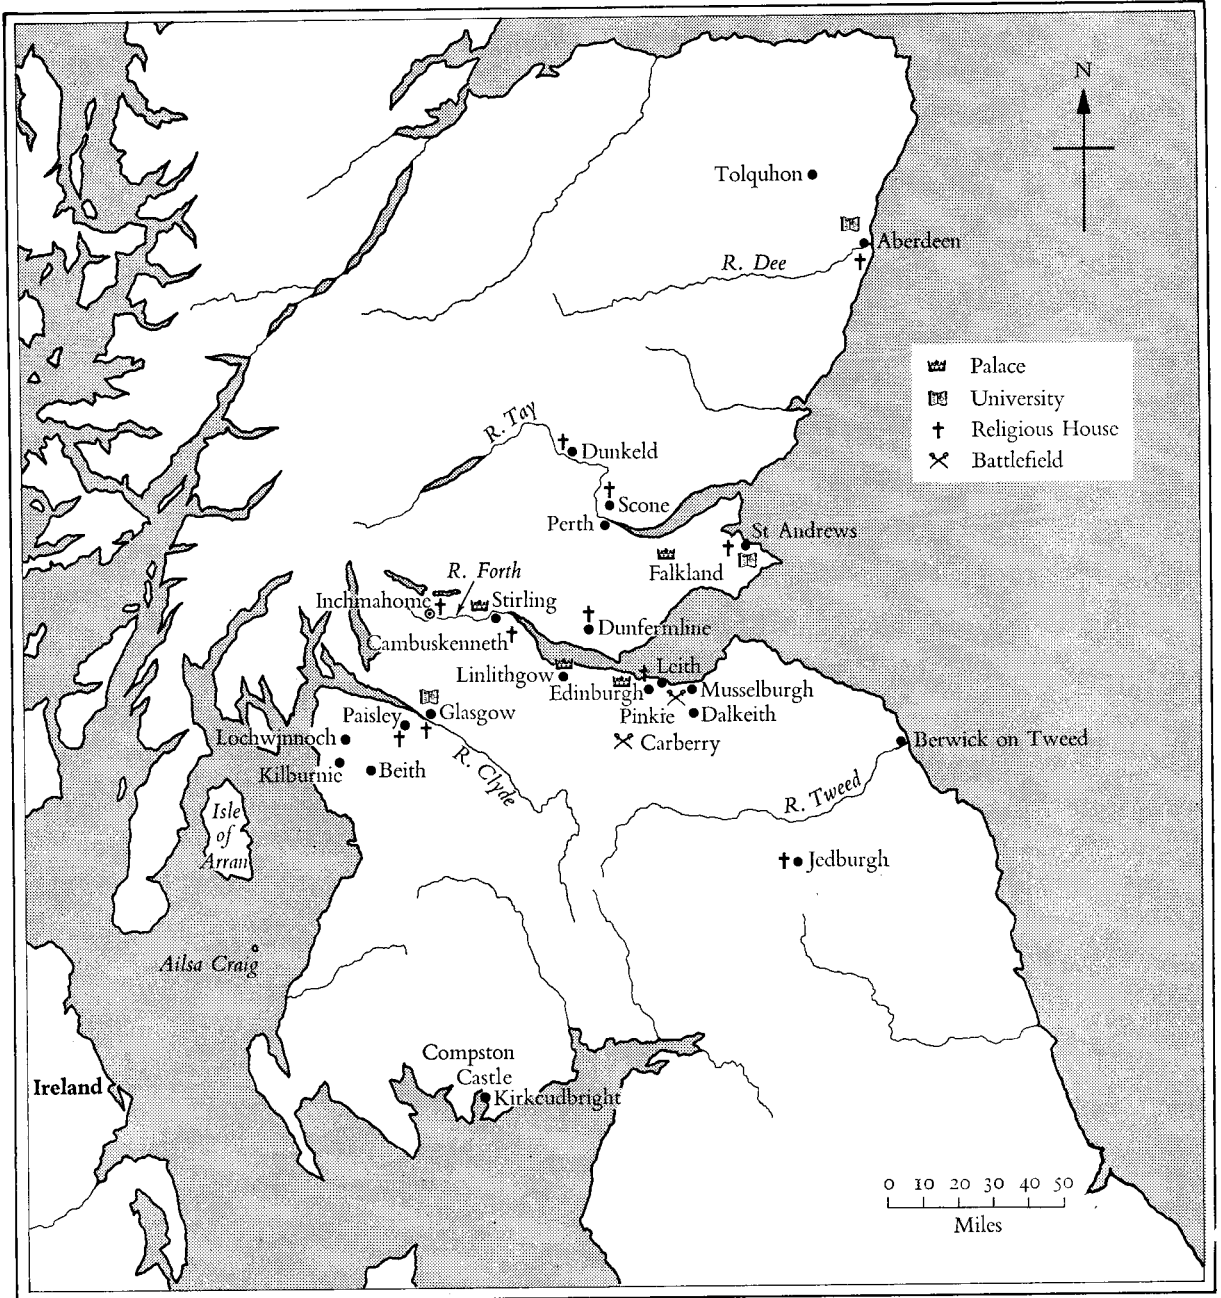 N
Tolquhon
Aberdeen
R. Dee
Palace
University
Religious House
Battlefield
R. Tay
Dunkeld
Scone
Perth
St Andrews
Falkland
R. Forth
Inchmahome
Stirling
Dunfermline
Cambuskenneth
Leith
Linlithgow
Edinburgh
Musselburgh
Pinkie
Dalkeith
Carberry
Paisley
Glasgow
Lochwinnoch
Kilburnie
Beith
R. Clyde
Berwick on Tweed
R. Tweed
Isle
of
Arran
Jedburgh
Ailsa Craig
Compston
Castle
Kirkcudbright
Ireland
0 10 20 30 40 50
Miles